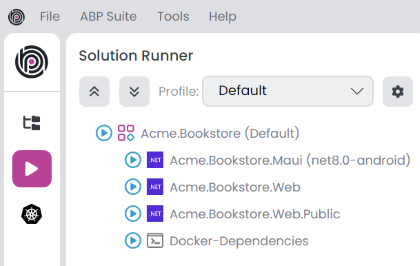 File ABP Suite Tools Help
Solution Runner
Profile: Default
Acme.Bookstore (Default)
.NET Acme.Bookstore.Maui (net8.0-android)
.NET Acme.Bookstore.Web
.NET Acme.Bookstore.Web.Public
Docker-Dependencies